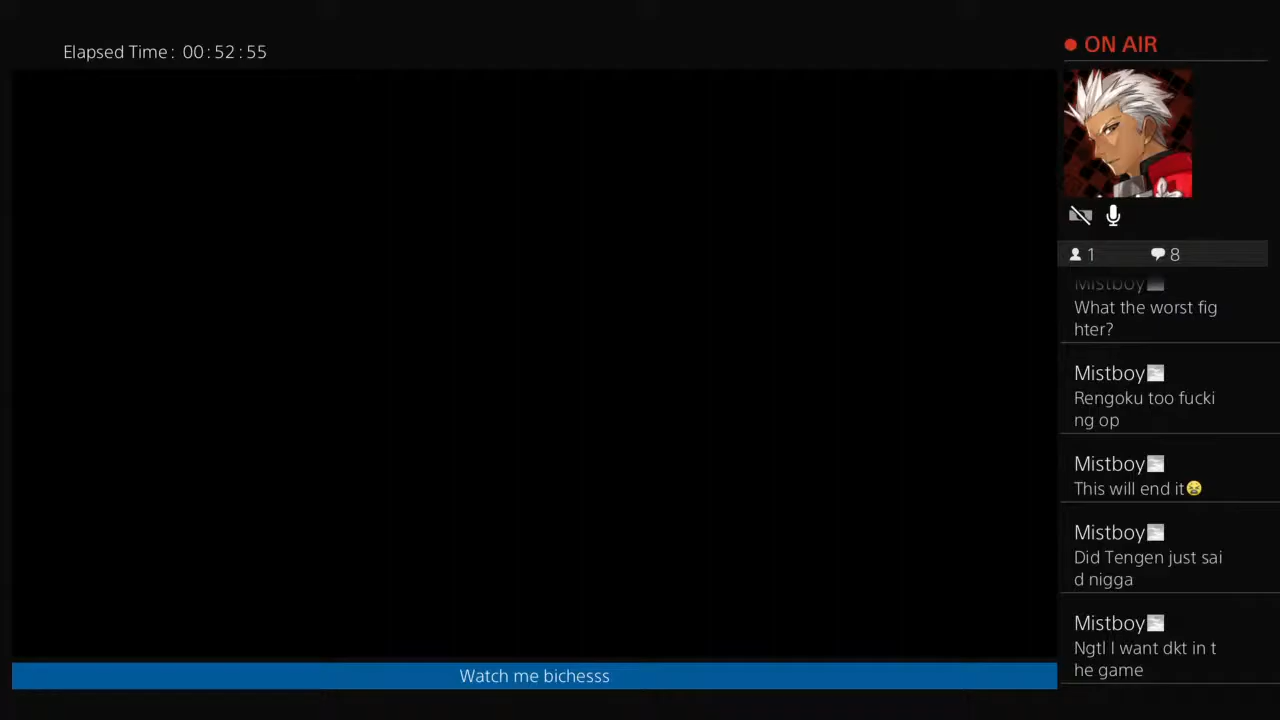 Elapsed Time: 00:52:55
ON AIR
1 8
Mistboy
What the worst fig
hter?
Mistboy
Rengoku too fucki
ng op
Mistboy
This will end it😭
Mistboy
Did Tengen just sai
d nigga
Mistboy
Ngtl I want dkt in t
he game
Watch me bichesss